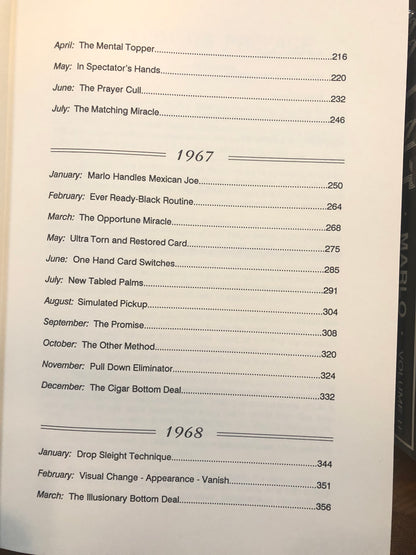 April: The Mental Topper..........216
May: In Spectator's Hands..........220
June: The Prayer Cull..........232
July: The Matching Miracle..........246
1967
January: Marlo Handles Mexican Joe..........250
February: Ever Ready-Black Routine..........264
March: The Opportune Miracle..........268
May: Ultra Torn and Restored Card..........275
June: One Hand Card Switches..........285
July: New Tabled Palms..........291
August: Simulated Pickup..........304
September: The Promise..........308
October: The Other Method..........320
November: Pull Down Eliminator..........324
December: The Cigar Bottom Deal..........332
1968
January: Drop Sleight Technique..........344
February: Visual Change - Appearance - Vanish..........351
March: The Illusionary Bottom Deal..........356
MARLO VOLUME